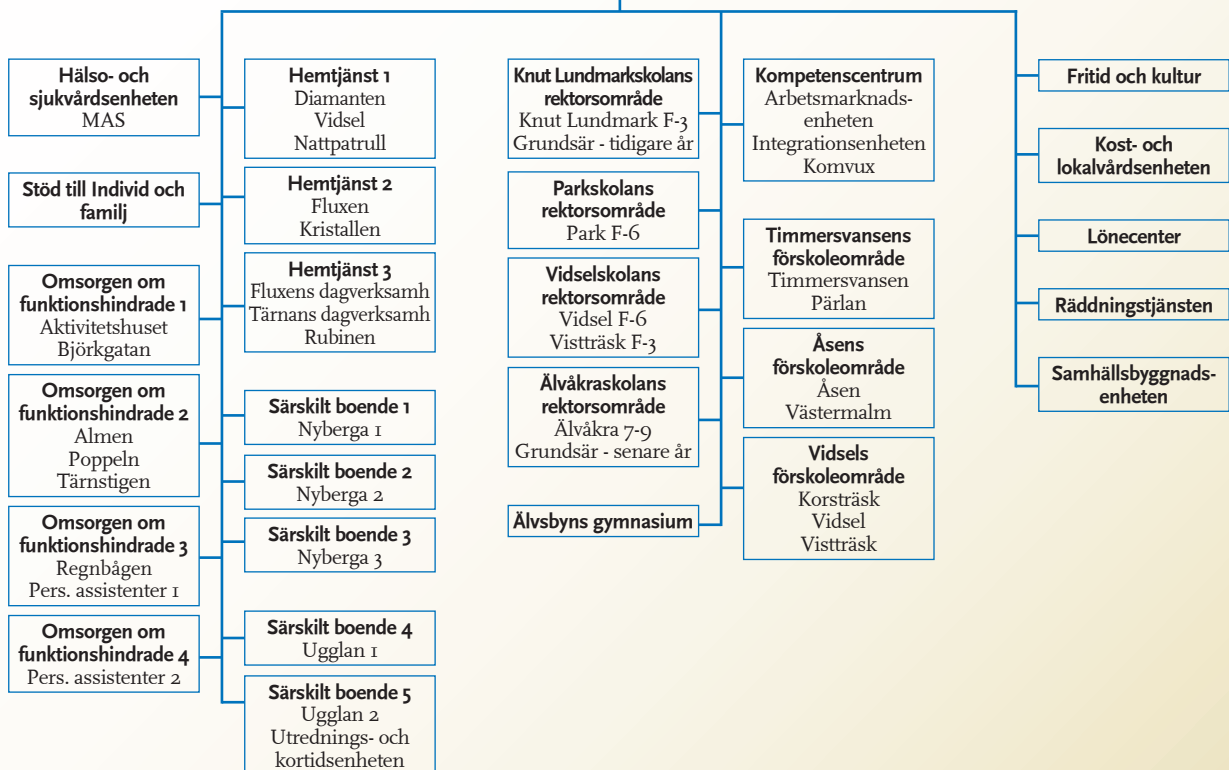 Hälso- och
sjukvårdsenheten
MAS
Stöd till Individ och
familj
Omsorgen om
funktionshindrade 1
Aktivitetshuset
Björkgatan
Omsorgen om
funktionshindrade 2
Almen
Poppeln
Tärnstigen
Omsorgen om
funktionshindrade 3
Regnbågen
Pers. assistenter 1
Omsorgen om
funktionshindrade 4
Pers. assistenter 2
Hemtjänst 1
Diamanten
Vidsel
Nattpatrull
Hemtjänst 2
Fluxen
Kristallen
Hemtjänst 3
Fluxens dagverksamh
Tärnans dagverksamh
Rubinen
Särskilt boende 1
Nyberga 1
Särskilt boende 2
Nyberga 2
Särskilt boende 3
Nyberga 3
Särskilt boende 4
Ugglan 1
Särskilt boende 5
Ugglan 2
Utrednings- och
kortidsenheten
Knut Lundmarkskolans
rektorsområde
Knut Lundmark F-3
Grundsär - tidigare år
Parkskolans
rektorsområde
Park F-6
Vidselskolans
rektorsområde
Vidsel F-6
Vistträsk F-3
Älvåkraskolans
rektorsområde
Älvåkra 7-9
Grundsär - senare år
Älvsbyns gymnasium
Kompetenscentrum
Arbetsmarknads-
enheten
Integrationsenheten
Komvux
Timmersvansens
förskoleområde
Timmersvansen
Pärlan
Åsens
förskoleområde
Åsen
Västermalm
Vidsels
förskoleområde
Korsträsk
Vidsel
Vistträsk
Fritid och kultur
Kost- och
lokalvårdsenheten
Lönecenter
Räddningstjänsten
Samhällsbyggnads-
enheten